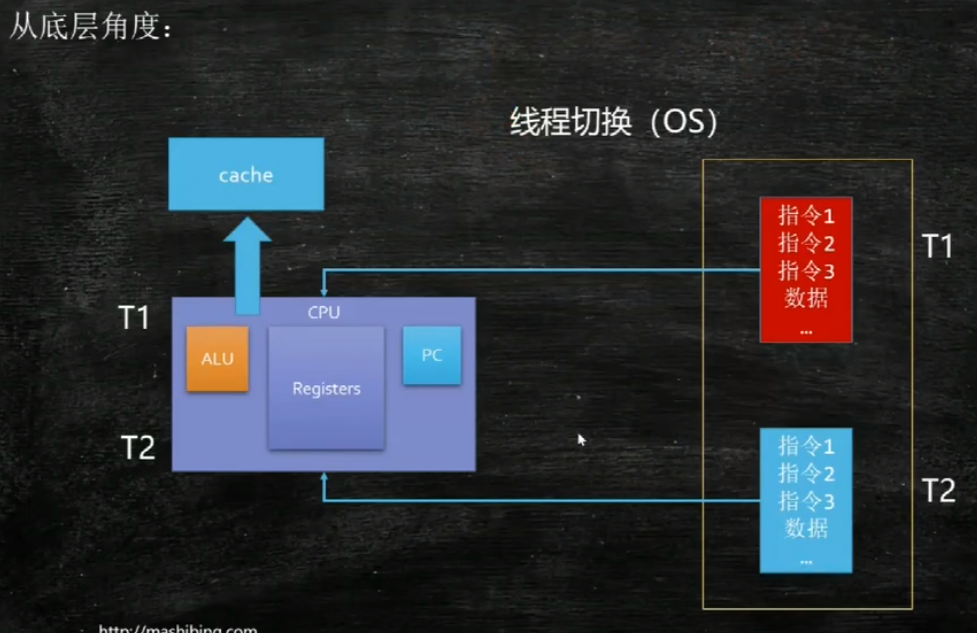 从底层角度：
线程切换（OS）
cache
指令1
指令2
指令3
数据
...
T1
T1
CPU
ALU
Registers
PC
T2
指令1
指令2
指令3
数据
...
T2
http://mashibing.com